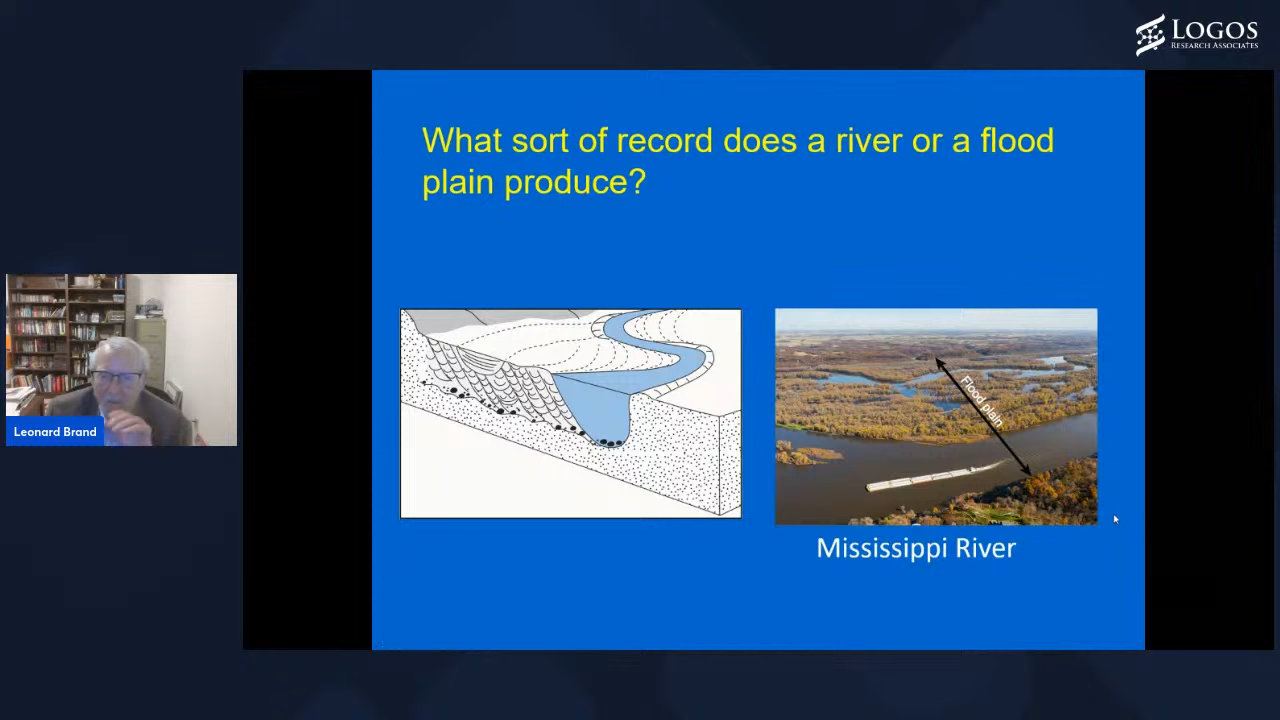 LOGOS
RESEARCH ASSOCIATES
What sort of record does a river or a flood
plain produce?
Flood plain
Leonard Brand
Mississippi River